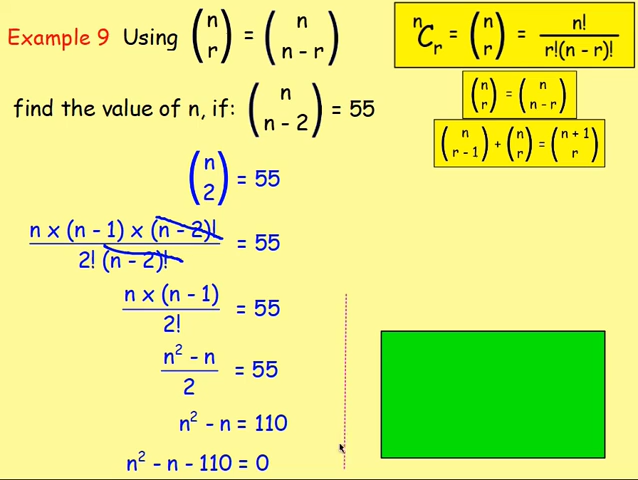 Example 9 Using (n r) = (n n - r)
find the value of n, if: (n n - 2) = 55
(n 2) = 55
n x (n - 1) x (n - 2)! / 2! (n - 2)! = 55
n x (n - 1) / 2! = 55
n² - n / 2 = 55
n² - n = 110
n² - n - 110 = 0
ⁿCᵣ = (n r) = n! / r!(n - r)!
(n r) = (n n - r)
(n r - 1) + (n r) = (n + 1 r)